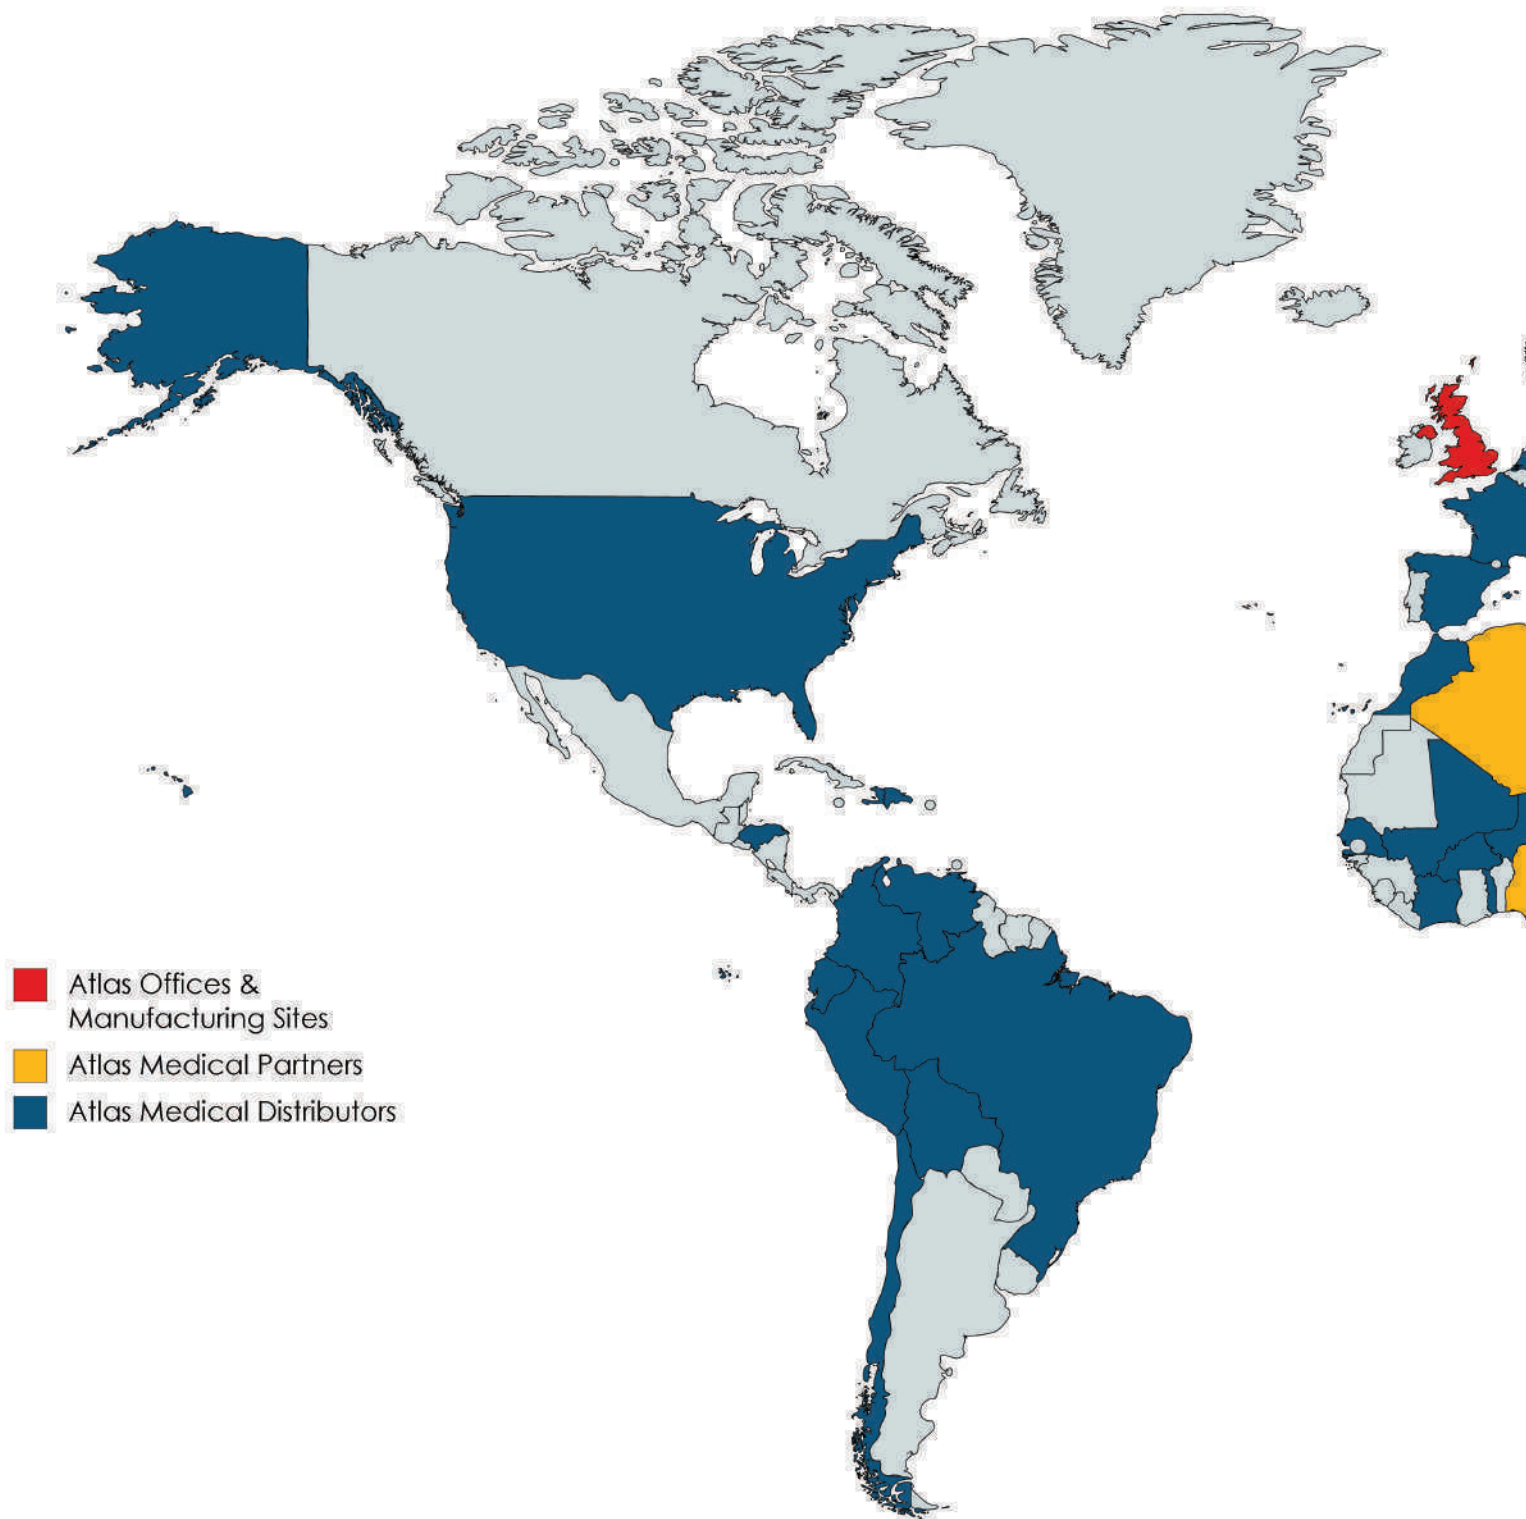 Atlas Offices &
Manufacturing Sites
Atlas Medical Partners
Atlas Medical Distributors